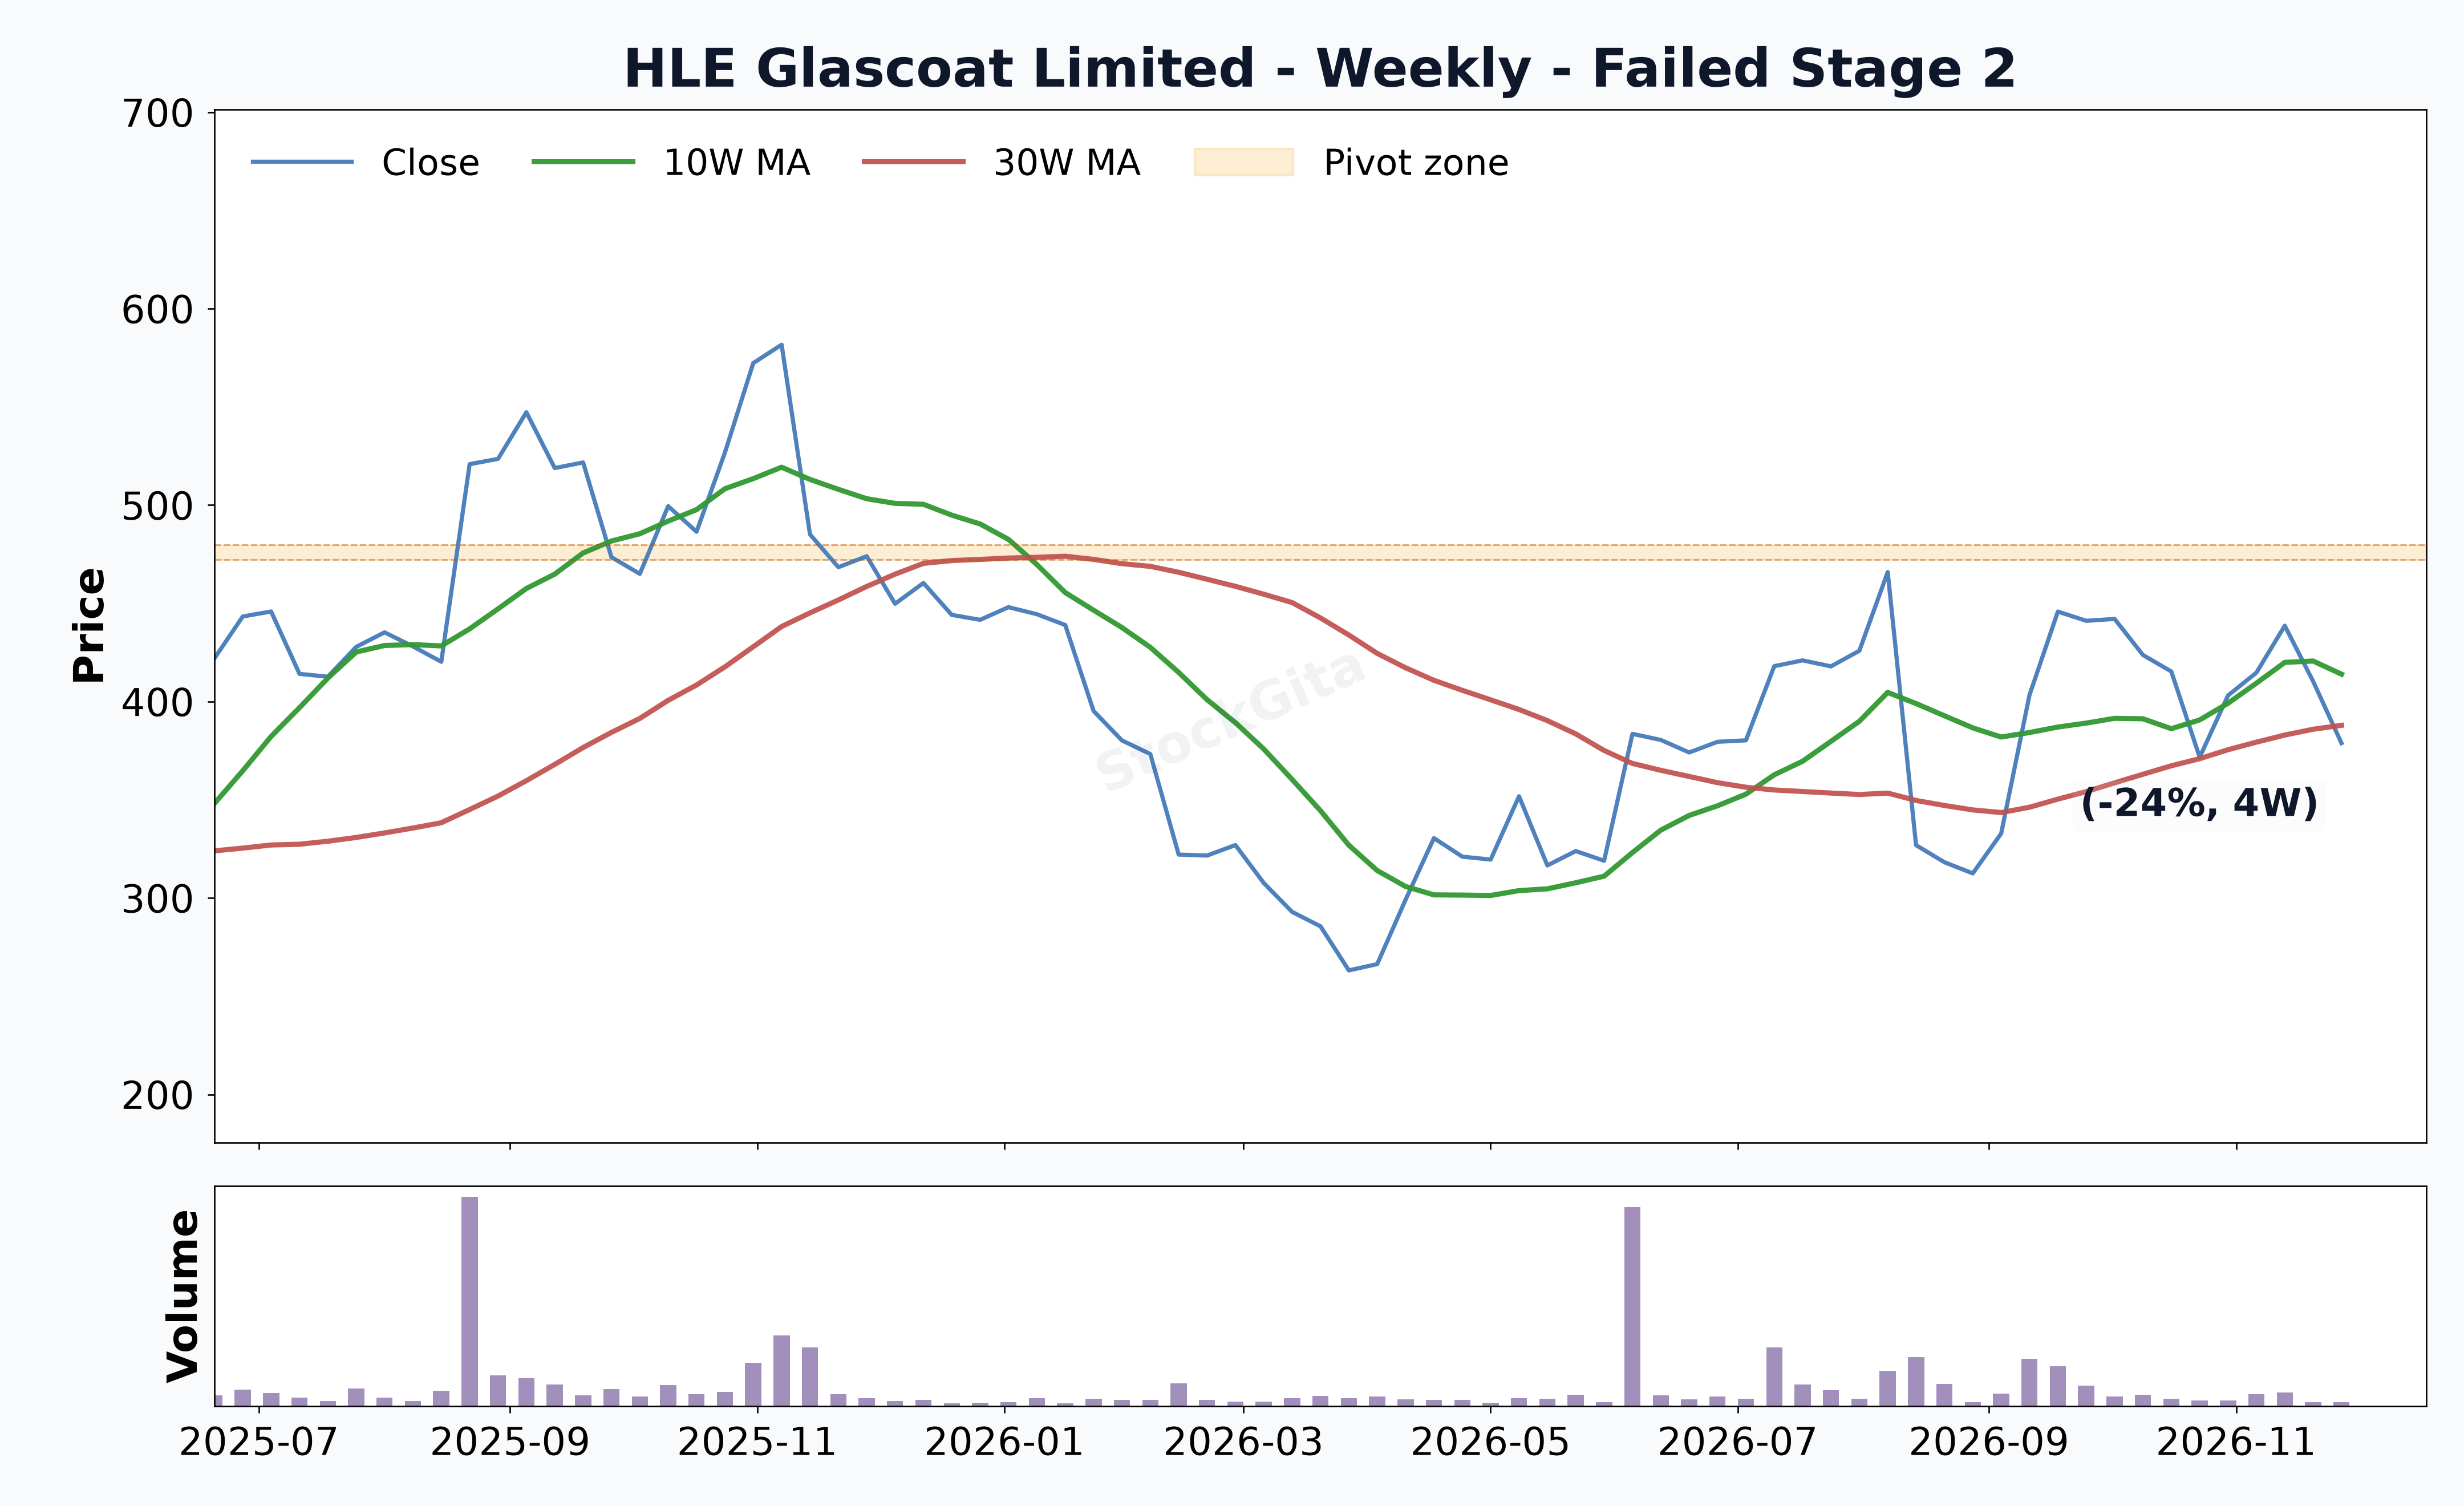 HLE Glascoat Limited - Weekly - Failed Stage 2
700
Close 10W MA 30W MA Pivot zone
600
500
Price
400
StockGita
(-24%, 4W)
300
200
Volume
2025-07 2025-09 2025-11 2026-01 2026-03 2026-05 2026-07 2026-09 2026-11